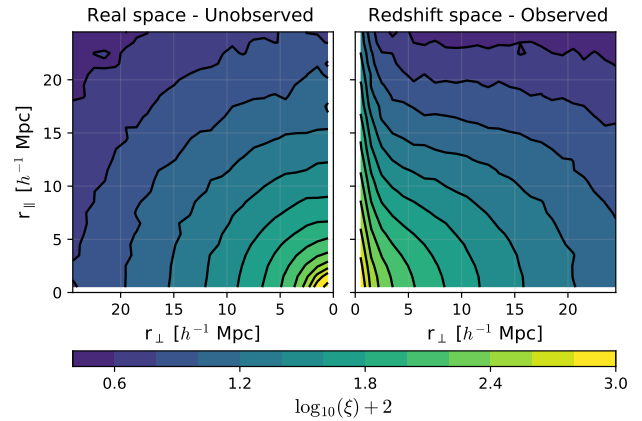 Real space - Unobserved
Redshift space - Observed
r∥ [h⁻¹ Mpc]
20
15
10
5
0
20 15 10 5 0
0 5 10 15 20
r⊥ [h⁻¹ Mpc]
r⊥ [h⁻¹ Mpc]
0.6 1.2 1.8 2.4 3.0
log₁₀(ξ) + 2